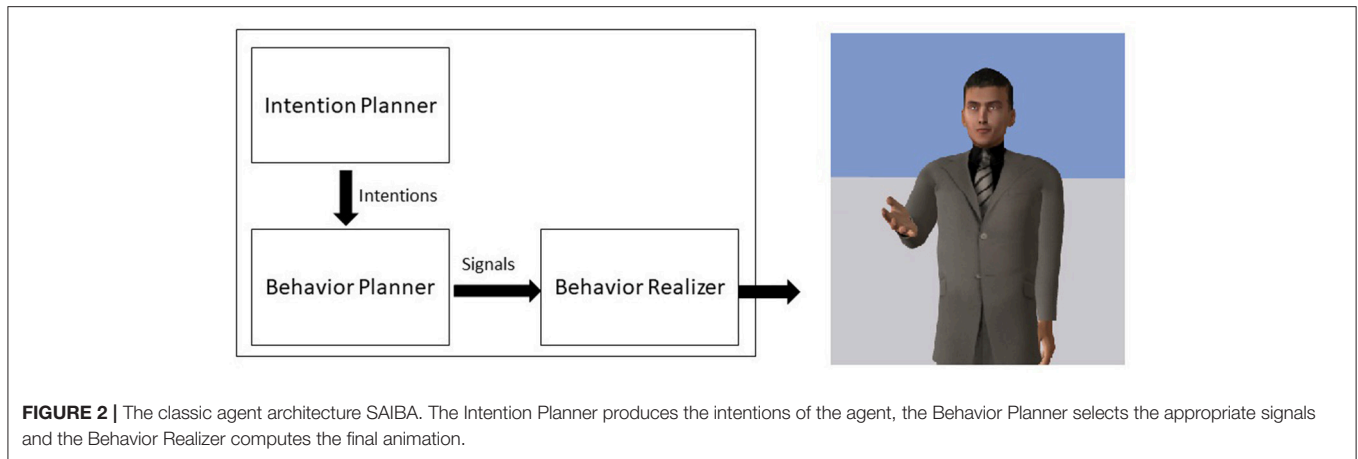 Intention Planner
Intentions
Behavior Planner
Signals
Behavior Realizer
FIGURE 2 | The classic agent architecture SAIBA. The Intention Planner produces the intentions of the agent, the Behavior Planner selects the appropriate signals
and the Behavior Realizer computes the final animation.